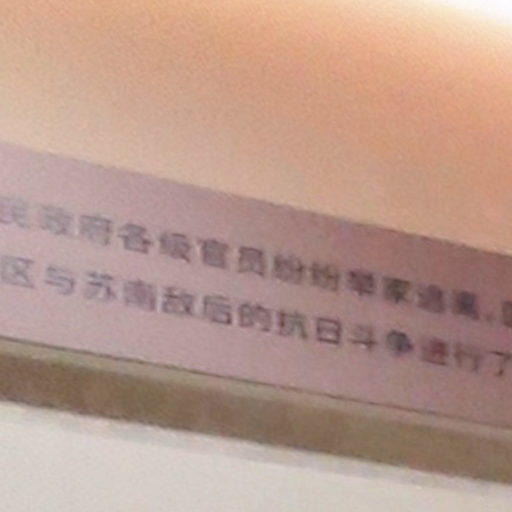 民政府各级官员纷纷举家逃离，
区与苏南敌后的抗日斗争进行了